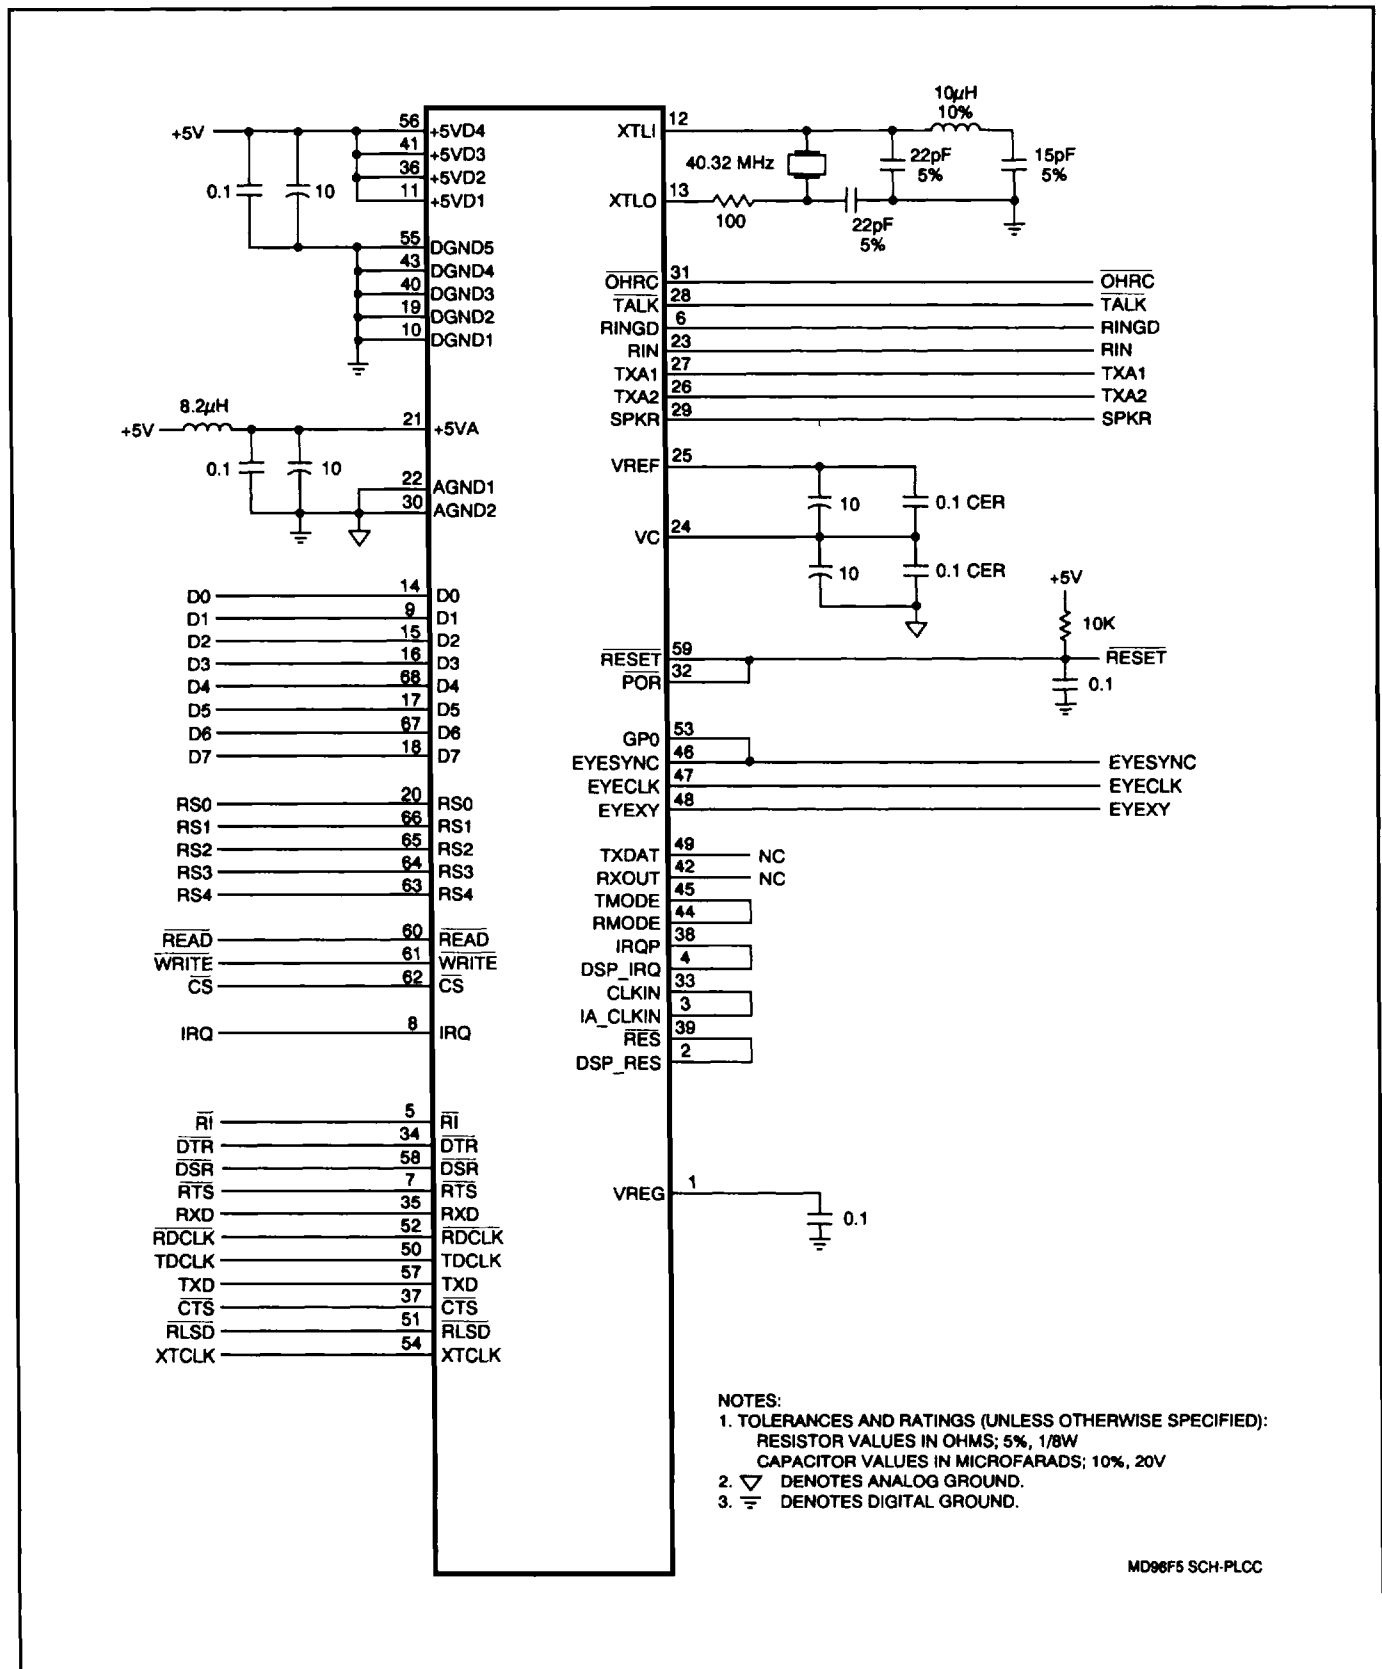 10µH
10%
+5V 56 +5VD4 XTLI 12
41 +5VD3
36 +5VD2
11 +5VD1
0.1 10
40.32 MHz
22pF
5%
15pF
5%
XTLO 13
100
22pF
5%
55 DGND5
43 DGND4
40 DGND3
19 DGND2
10 DGND1
OHRC 31 OHRC
TALK 28 TALK
RINGD 6 RINGD
RIN 23 RIN
TXA1 27 TXA1
TXA2 26 TXA2
SPKR 29 SPKR
8.2µH
+5V 21 +5VA
0.1 10
22 AGND1
30 AGND2
VREF 25
10 0.1 CER
VC 24
10 0.1 CER
+5V
10K
RESET 59 RESET
POR 32
0.1
D0 14 D0
D1 9 D1
D2 15 D2
D3 16 D3
D4 68 D4
D5 17 D5
D6 67 D6
D7 18 D7
GP0 53
EYESYNC 46 EYESYNC
EYECLK 47 EYECLK
EYEXY 48 EYEXY
RS0 20 RS0
RS1 66 RS1
RS2 65 RS2
RS3 64 RS3
RS4 63 RS4
TXDAT 49 NC
RXOUT 42 NC
TMODE 45
RMODE 44
IRQP 38
DSP_IRQ 4
CLKIN 33
IA_CLKIN 3
RES 39
DSP_RES 2
READ 60 READ
WRITE 61 WRITE
CS 62 CS
IRQ 8 IRQ
RI 5 RI
DTR 34 DTR
DSR 58 DSR
RTS 7 RTS
RXD 35 RXD
RDCLK 52 RDCLK
TDCLK 50 TDCLK
TXD 57 TXD
CTS 37 CTS
RLSD 51 RLSD
XTCLK 54 XTCLK
VREG 1
0.1
NOTES:
1. TOLERANCES AND RATINGS (UNLESS OTHERWISE SPECIFIED):
RESISTOR VALUES IN OHMS; 5%, 1/8W
CAPACITOR VALUES IN MICROFARADS; 10%, 20V
2. ▽ DENOTES ANALOG GROUND.
3. ⏚ DENOTES DIGITAL GROUND.
MD96F5 SCH-PLCC